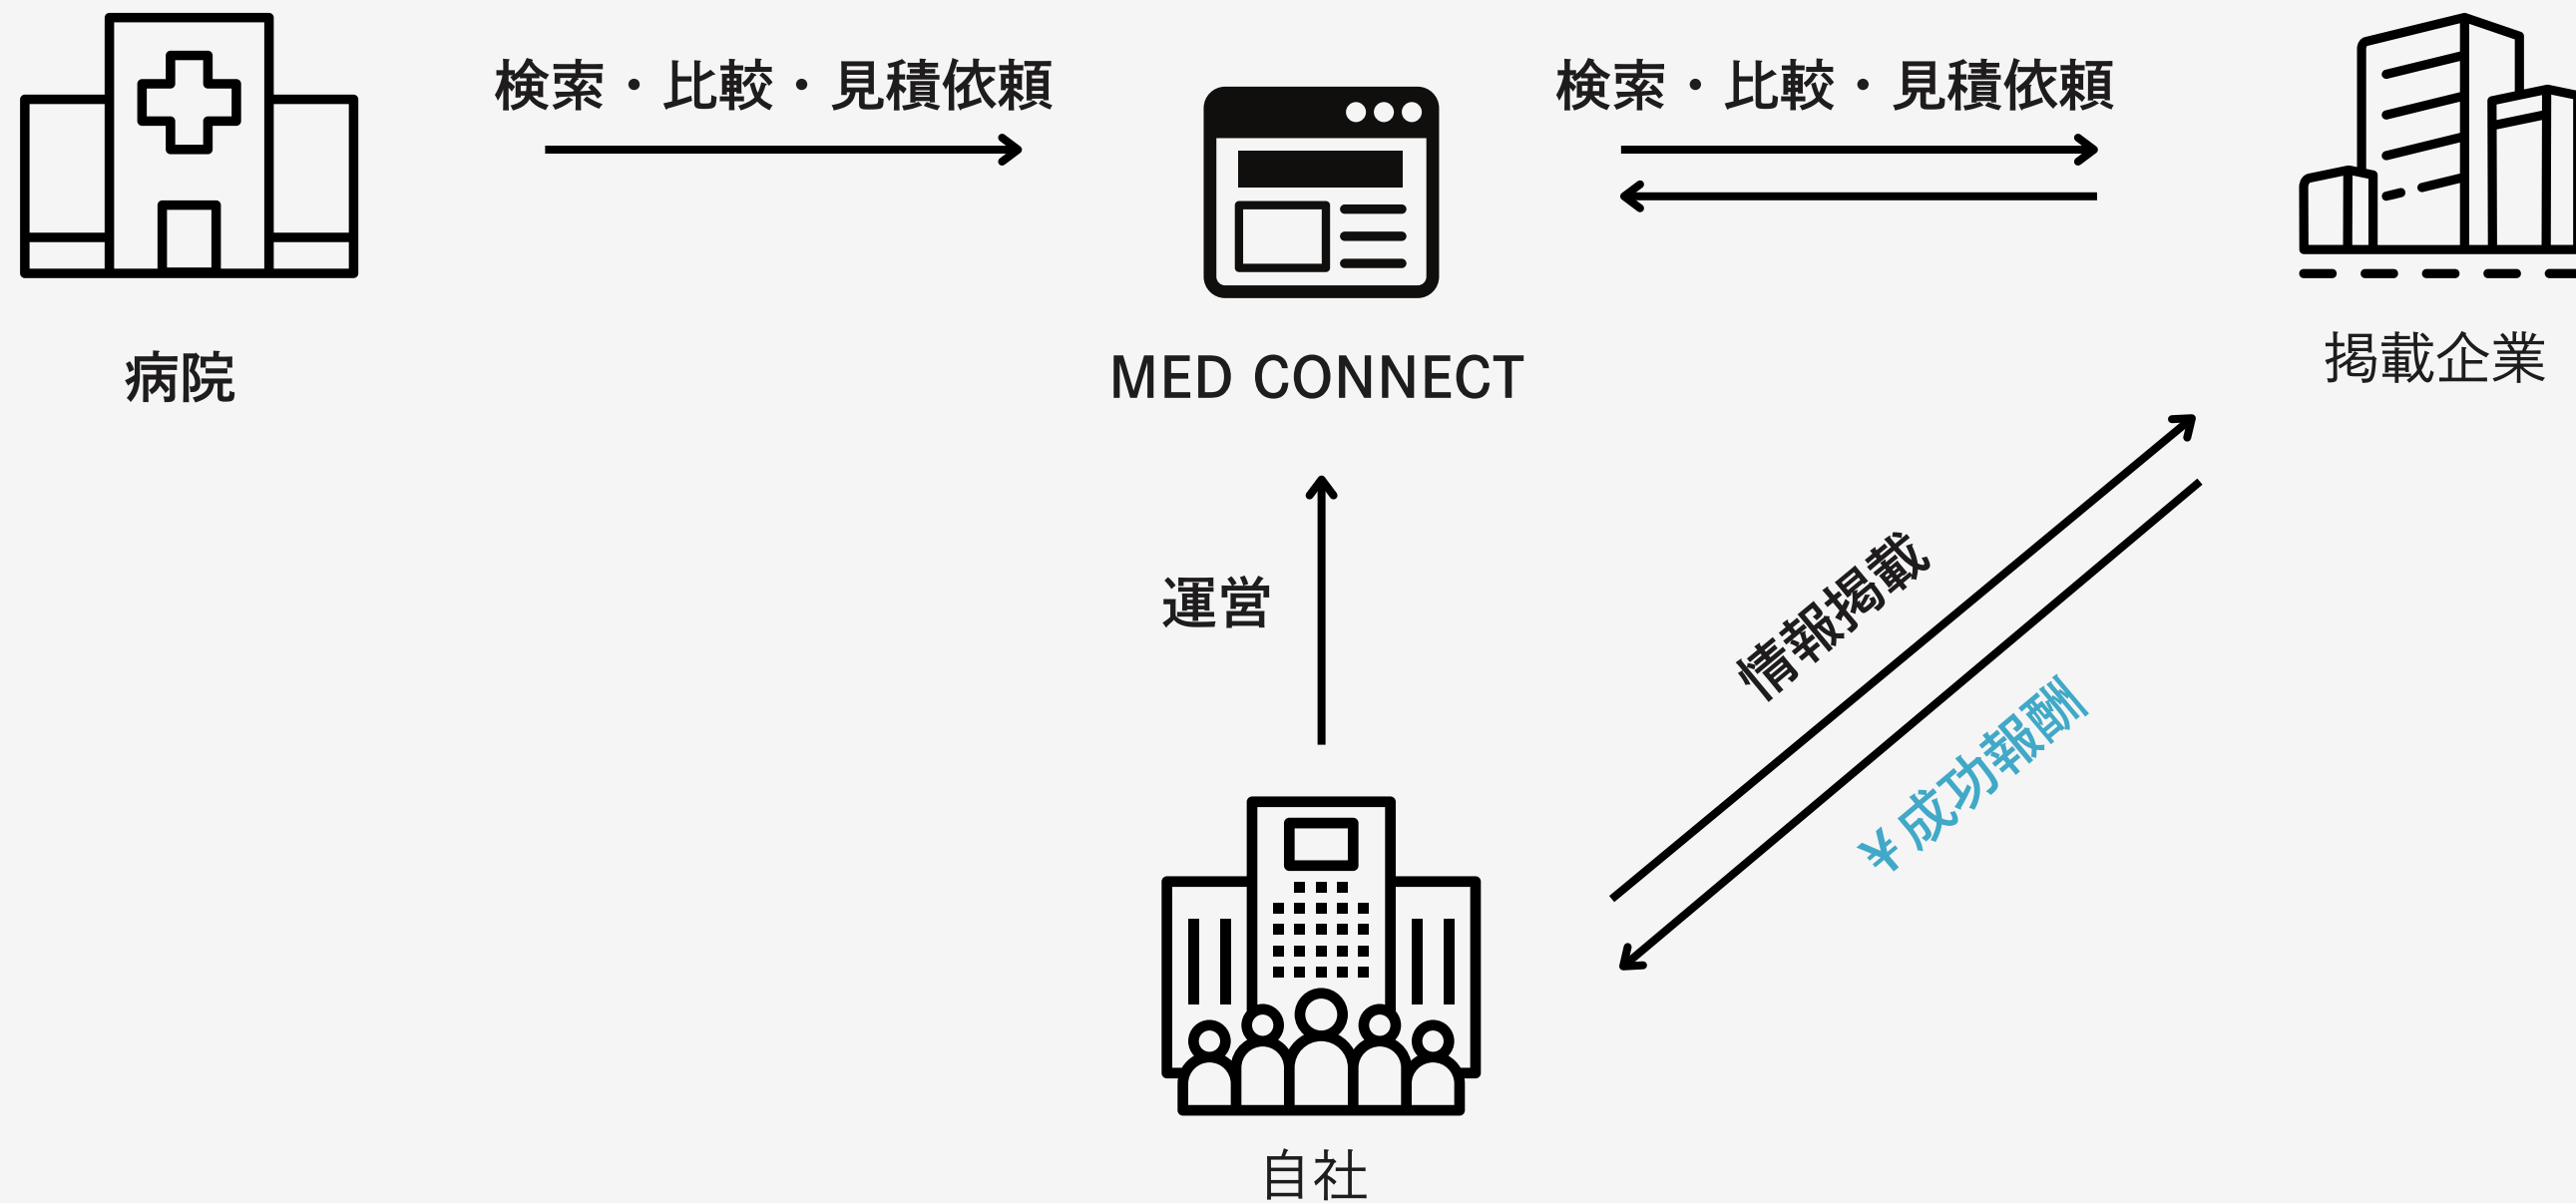 検索・比較・見積依頼
検索・比較・見積依頼
病院
MED CONNECT
掲載企業
運営
情報掲載
¥成功報酬
自社